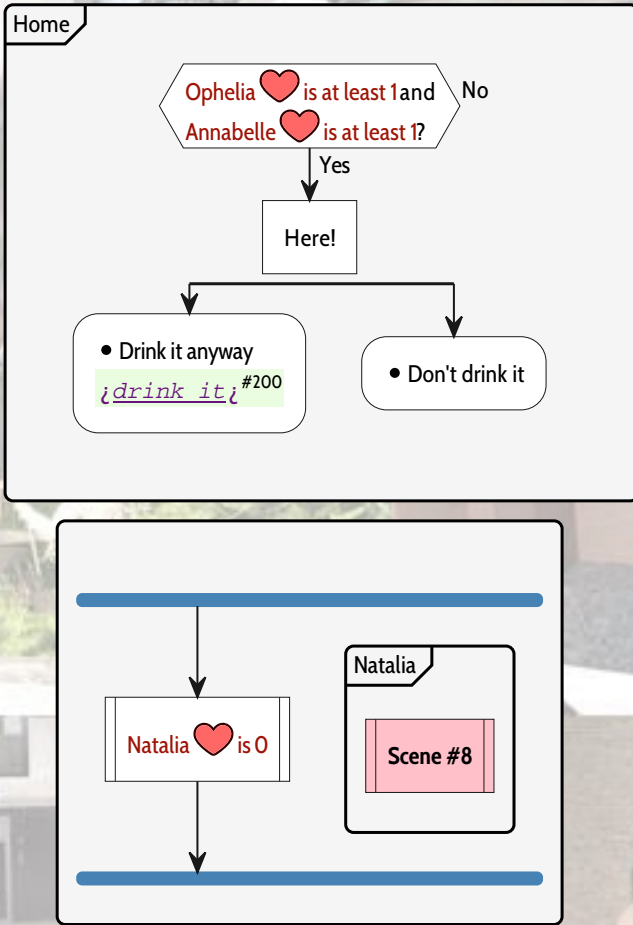 Home
Ophelia ❤ is at least 1 and
Annabelle ❤ is at least 1?
No
Yes
Here!
• Drink it anyway
¿drink it¿#200
• Don't drink it
Natalia ❤ is 0
Natalia
Scene #8